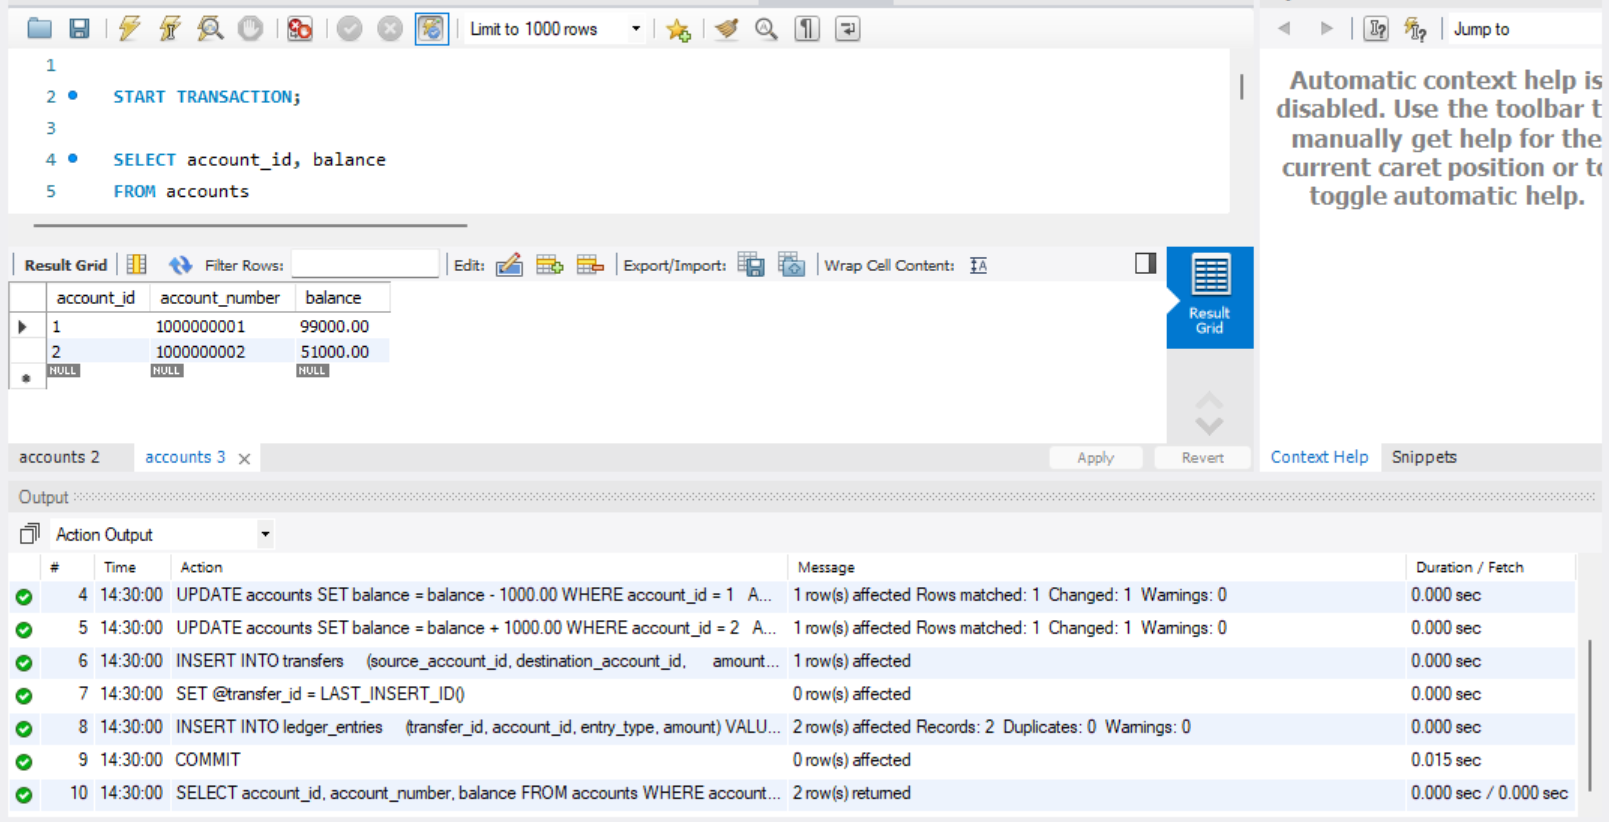 Limit to 1000 rows
Jump to
1
2 START TRANSACTION;
3
4 SELECT account_id, balance
5 FROM accounts
Automatic context help is
disabled. Use the toolbar t
manually get help for the
current caret position or to
toggle automatic help.
Result Grid Filter Rows: Edit: Export/Import: Wrap Cell Content:
account_id account_number balance
1 1000000001 99000.00
2 1000000002 51000.00
NULL NULL NULL
Result
Grid
accounts 2 accounts 3 Apply Revert
Context Help Snippets
Output
Action Output
# Time Action Message Duration / Fetch
4 14:30:00 UPDATE accounts SET balance = balance - 1000.00 WHERE account_id = 1 A... 1 row(s) affected Rows matched: 1 Changed: 1 Warnings: 0 0.000 sec
5 14:30:00 UPDATE accounts SET balance = balance + 1000.00 WHERE account_id = 2 A... 1 row(s) affected Rows matched: 1 Changed: 1 Warnings: 0 0.000 sec
6 14:30:00 INSERT INTO transfers (source_account_id, destination_account_id, amount... 1 row(s) affected 0.000 sec
7 14:30:00 SET @transfer_id = LAST_INSERT_ID() 0 row(s) affected 0.000 sec
8 14:30:00 INSERT INTO ledger_entries (transfer_id, account_id, entry_type, amount) VALU... 2 row(s) affected Records: 2 Duplicates: 0 Warnings: 0 0.000 sec
9 14:30:00 COMMIT 0 row(s) affected 0.015 sec
10 14:30:00 SELECT account_id, account_number, balance FROM accounts WHERE account... 2 row(s) returned 0.000 sec / 0.000 sec